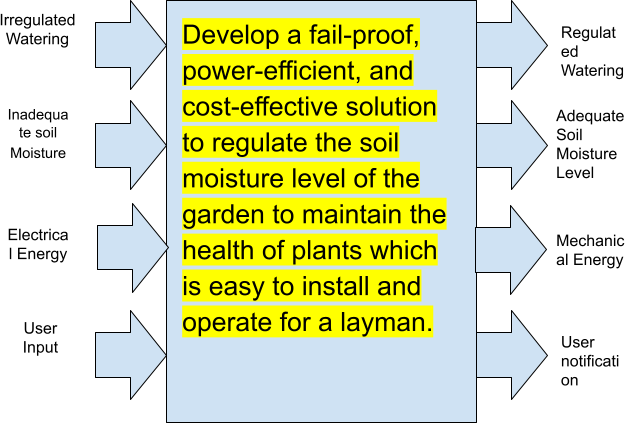 Irregulated
Watering
Inadequa
te soil
Moisture
Electrica
l Energy
User
Input
Develop a fail-proof,
power-efficient, and
cost-effective solution
to regulate the soil
moisture level of the
garden to maintain the
health of plants which
is easy to install and
operate for a layman.
Regulat
ed
Watering
Adequate
Soil
Moisture
Level
Mechanic
al Energy
User
notificati
on